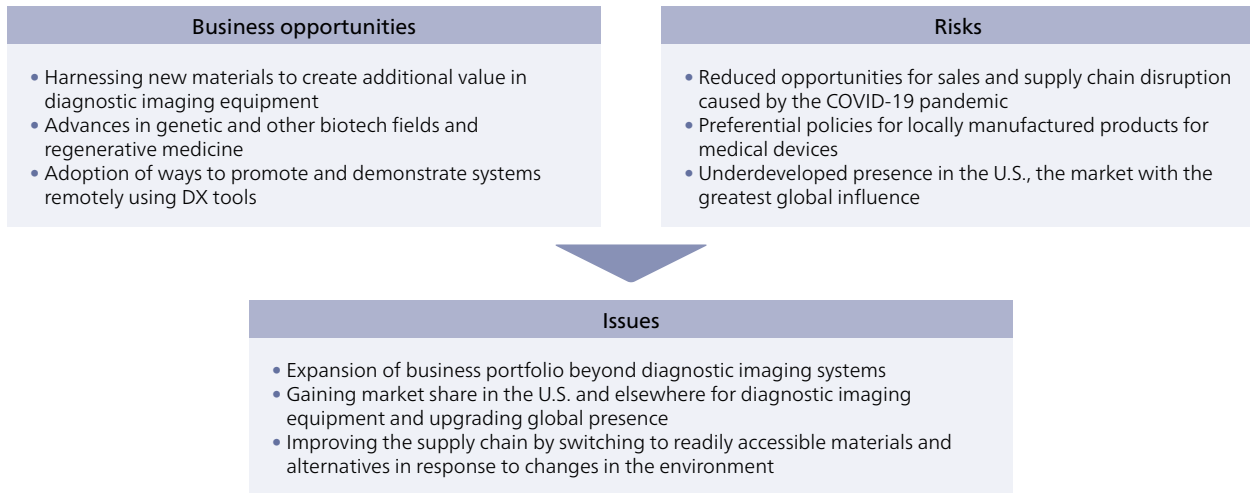 Business opportunities
• Harnessing new materials to create additional value in
diagnostic imaging equipment
• Advances in genetic and other biotech fields and
regenerative medicine
• Adoption of ways to promote and demonstrate systems
remotely using DX tools
Risks
• Reduced opportunities for sales and supply chain disruption
caused by the COVID-19 pandemic
• Preferential policies for locally manufactured products for
medical devices
• Underdeveloped presence in the U.S., the market with the
greatest global influence
Issues
• Expansion of business portfolio beyond diagnostic imaging systems
• Gaining market share in the U.S. and elsewhere for diagnostic imaging
equipment and upgrading global presence
• Improving the supply chain by switching to readily accessible materials and
alternatives in response to changes in the environment